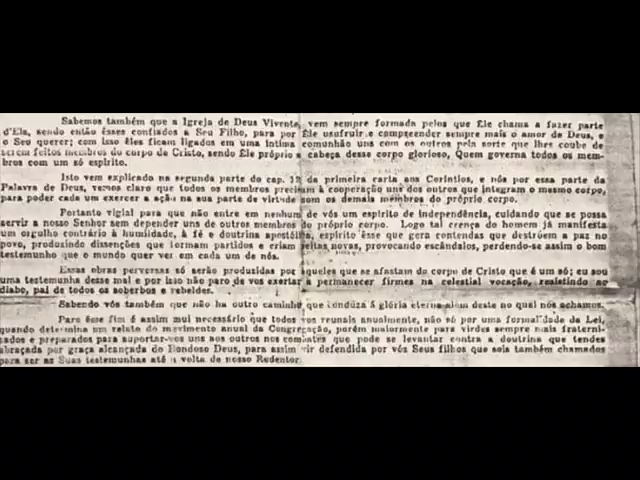 Sabemos também que a Igreja de Deus Vivente, vem sempre formada pelos que Ele chama a fazer parte
d'Ela, sendo então êsses confiados a Seu Filho, para por Ele usufruir e compreender sempre mais o amor de Deus, e
o Seu querer; com isso êles ficam ligados em uma íntima comunhão uns com os outros pela sorte que lhes coube de
serem feitos membros do corpo de Cristo, sendo Ele próprio a cabeça desse corpo glorioso, Quem governa todos os mem-
bros com um só espírito.
Isto vem explicado na segunda parte do cap. 12 da primeira carta aos Coríntios, e nós por essa parte da
Palavra de Deus, vemos claro que todos os membros precisam à cooperação uns dos outros que integram o mesmo corpo,
para poder cada um exercer a ação na sua parte de virtude com os demais membros do próprio corpo.
Portanto vigiai para que não entre em nenhum de vós um espírito de independência, cuidando que se possa
servir a nosso Senhor sem depender uns de outros membros do próprio corpo. Logo tal crença do homem já manifesta
um orgulho contrário à humildade, à fé e doutrina apostólica, espírito êsse que gera contendas que destróem a paz no
povo, produzindo dissenções que formam partidos e criam seitas novas, provocando escândalos, perdendo-se assim o bom
testemunho que o mundo quer ver em cada um de nós.
Essas obras perversas só serão produzidas por aqueles que se afastam do corpo de Cristo que é um só; eu sou
uma testemunha desse mal e por isso não paro de vos exortar a permanecer firmes na celestial vocação, resistindo ao
diabo, pai de todos os soberbos e rebeldes.
Sabendo vós também que não ha outro caminho que conduza à glória eterna além deste no qual nós achamos.
Para êsse fim é assim mui necessário que todos vos reunais anualmente, não só por uma formalidade da Lei,
quando determina um relato do movimento anual da Congregação, porém maiormente para virdes sempre mais fraterni-
zados e preparados para suportar-vos uns aos outros nos combates que pode se levantar contra a doutrina que tendes
abraçada por graça alcançada do Bondoso Deus, para assim vir defendida por vós Seus filhos que sois também chamados
para ser as Suas testemunhas até a volta de nosso Redentor.